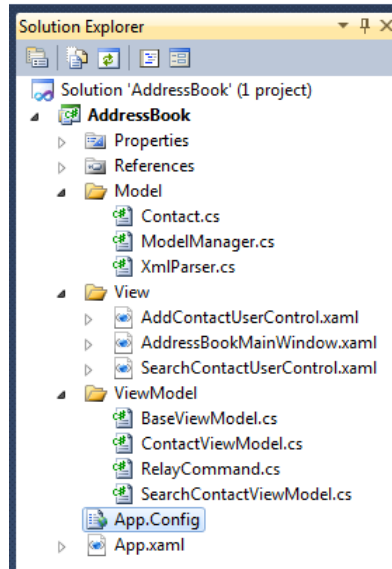 Solution Explorer
Solution 'AddressBook' (1 project)
AddressBook
Properties
References
Model
Contact.cs
ModelManager.cs
XmlParser.cs
View
AddContactUserControl.xaml
AddressBookMainWindow.xaml
SearchContactUserControl.xaml
ViewModel
BaseViewModel.cs
ContactViewModel.cs
RelayCommand.cs
SearchContactViewModel.cs
App.Config
App.xaml